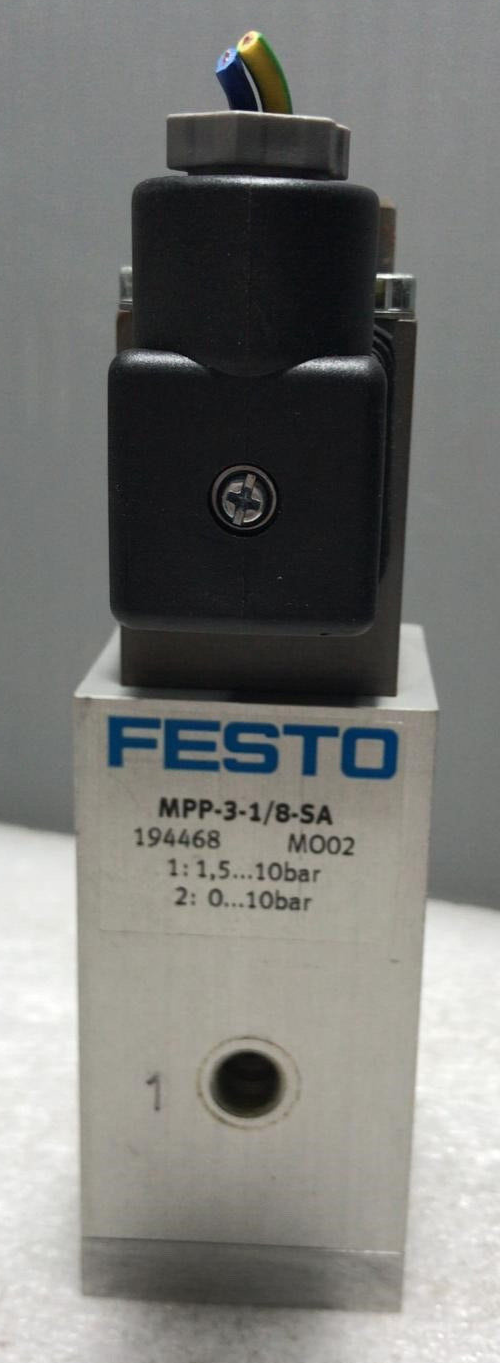 FESTO
MPP-3-1/8-SA
194468 MO02
1: 1,5...10bar
2: 0...10bar
1